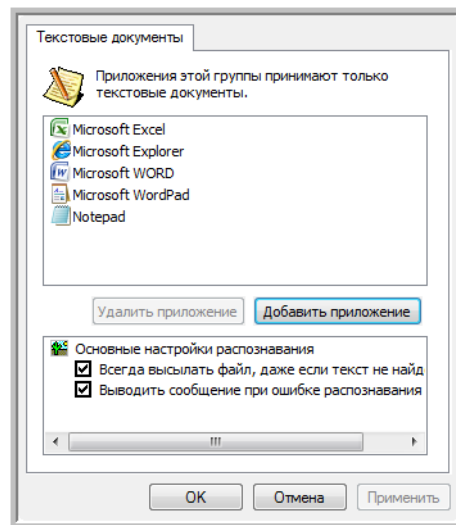 Текстовые документы
Приложения этой группы принимают только
текстовые документы.
Microsoft Excel
Microsoft Explorer
Microsoft WORD
Microsoft WordPad
Notepad
Удалить приложение Добавить приложение
Основные настройки распознавания
Всегда высылать файл, даже если текст не найд
Выводить сообщение при ошибке распознавания
OK Отмена Применить